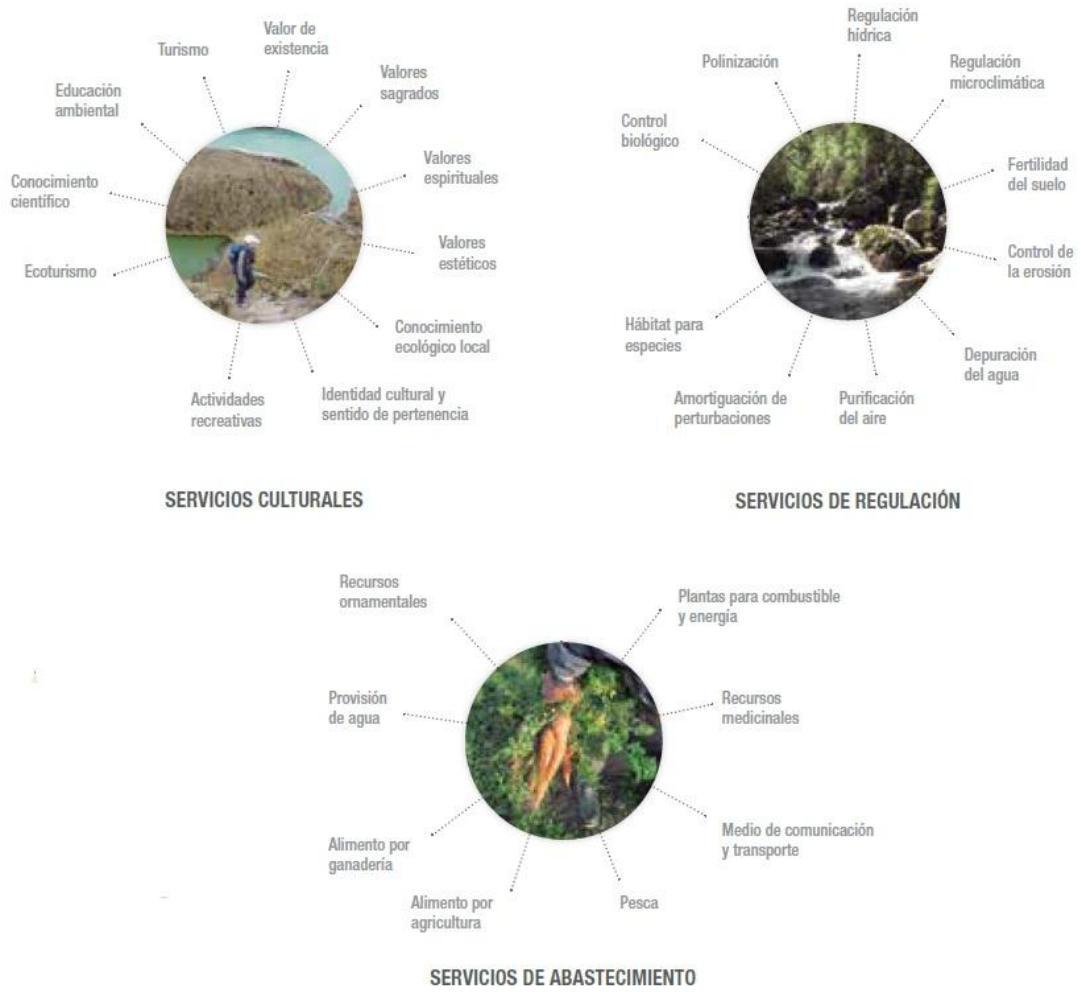 Turismo
Valor de
existencia
Valores
sagrados
Valores
espirituales
Valores
estéticos
Conocimiento
ecológico local
Identidad cultural y
sentido de pertenencia
Actividades
recreativas
Ecoturismo
Conocimiento
científico
Educación
ambiental
SERVICIOS CULTURALES
Polinización
Regulación
hídrica
Regulación
microclimática
Fertilidad
del suelo
Control de
la erosión
Depuración
del agua
Purificación
del aire
Amortiguación de
perturbaciones
Hábitat para
especies
Control
biológico
SERVICIOS DE REGULACIÓN
Recursos
ornamentales
Plantas para combustible
y energía
Recursos
medicinales
Medio de comunicación
y transporte
Pesca
Alimento por
agricultura
Alimento por
ganadería
Provisión
de agua
SERVICIOS DE ABASTECIMIENTO